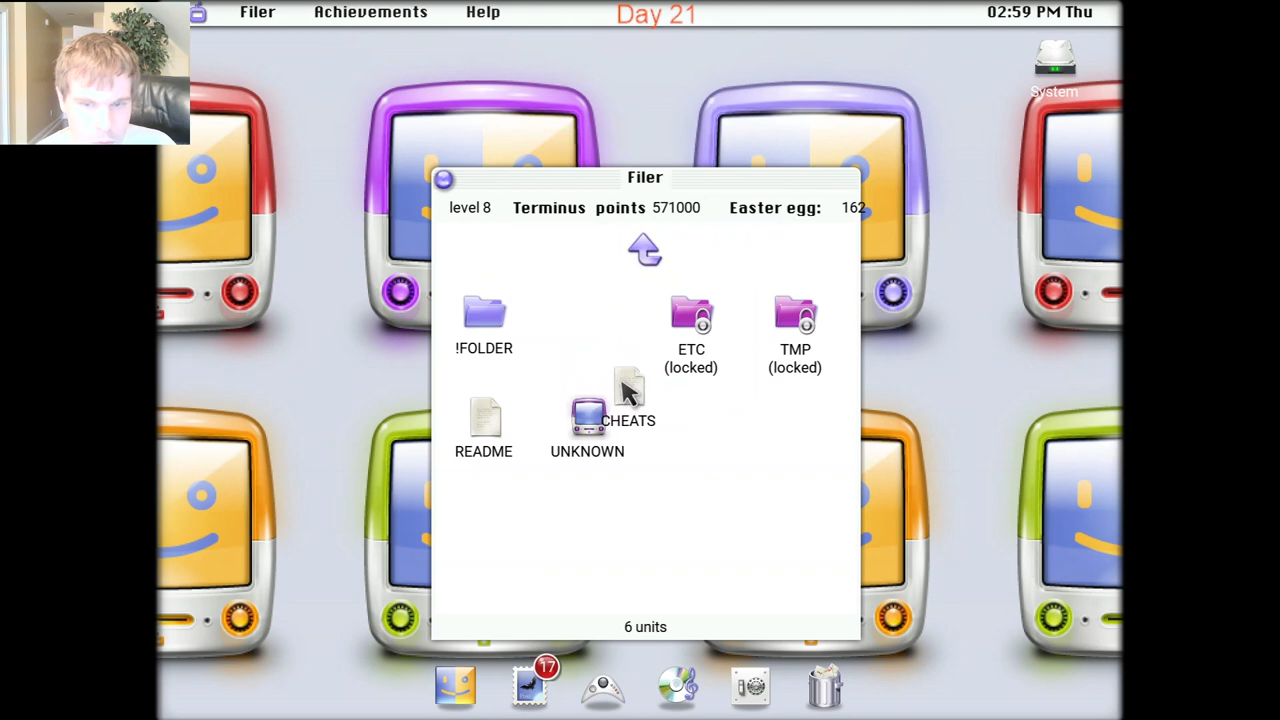 Filer Achievements Help Day 21 02:59 PM Thu
System
Filer
level 8 Terminus points 571000 Easter egg: 162
!FOLDER
ETC
(locked)
TMP
(locked)
CHEATS
README
UNKNOWN
6 units
17